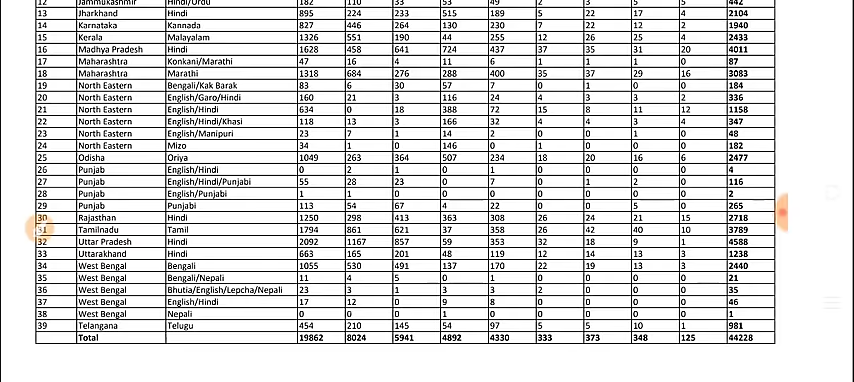 12 Jammukashmir Hindi/Urdu 182 110 33 53 49 2 3 5 5 442
13 Jharkhand Hindi 895 224 233 515 189 5 22 17 4 2104
14 Karnataka Kannada 827 446 264 130 230 7 22 12 2 1940
15 Kerala Malayalam 1326 551 190 44 255 12 26 25 4 2433
16 Madhya Pradesh Hindi 1628 458 641 724 437 37 35 31 20 4011
17 Maharashtra Konkani/Marathi 47 16 4 11 6 1 1 1 0 87
18 Maharashtra Marathi 1318 684 276 288 400 35 37 29 16 3083
19 North Eastern Bengali/Kak Barak 83 6 30 57 7 0 1 0 0 184
20 North Eastern English/Garo/Hindi 160 21 3 116 24 4 3 3 2 336
21 North Eastern English/Hindi 634 0 18 388 72 15 8 11 12 1158
22 North Eastern English/Hindi/Khasi 118 13 3 166 32 4 4 3 4 347
23 North Eastern English/Manipuri 23 7 1 14 2 0 0 1 0 48
24 North Eastern Mizo 34 1 0 146 0 1 0 0 0 182
25 Odisha Oriya 1049 263 364 507 234 18 20 16 6 2477
26 Punjab English/Hindi 0 2 1 0 1 0 0 0 0 4
27 Punjab English/Hindi/Punjabi 55 28 23 0 7 0 1 2 0 116
28 Punjab English/Punjabi 1 1 0 0 0 0 0 0 0 2
29 Punjab Punjabi 113 54 67 4 22 0 0 5 0 265
30 Rajasthan Hindi 1250 298 413 363 308 26 24 21 15 2718
31 Tamilnadu Tamil 1794 861 621 37 358 26 42 40 10 3789
32 Uttar Pradesh Hindi 2092 1167 857 59 353 32 18 9 1 4588
33 Uttarakhand Hindi 663 165 201 48 119 12 14 13 3 1238
34 West Bengal Bengali 1055 530 491 137 170 22 19 13 3 2440
35 West Bengal Bengali/Nepali 11 4 5 0 1 0 0 0 0 21
36 West Bengal Bhutia/English/Lepcha/Nepali 23 3 1 3 3 2 0 0 0 35
37 West Bengal English/Hindi 17 12 0 9 8 0 0 0 0 46
38 West Bengal Nepali 0 0 0 1 0 0 0 0 0 1
39 Telangana Telugu 454 210 145 54 97 5 5 10 1 981
Total 19862 8024 5941 4892 4330 333 373 348 125 44228